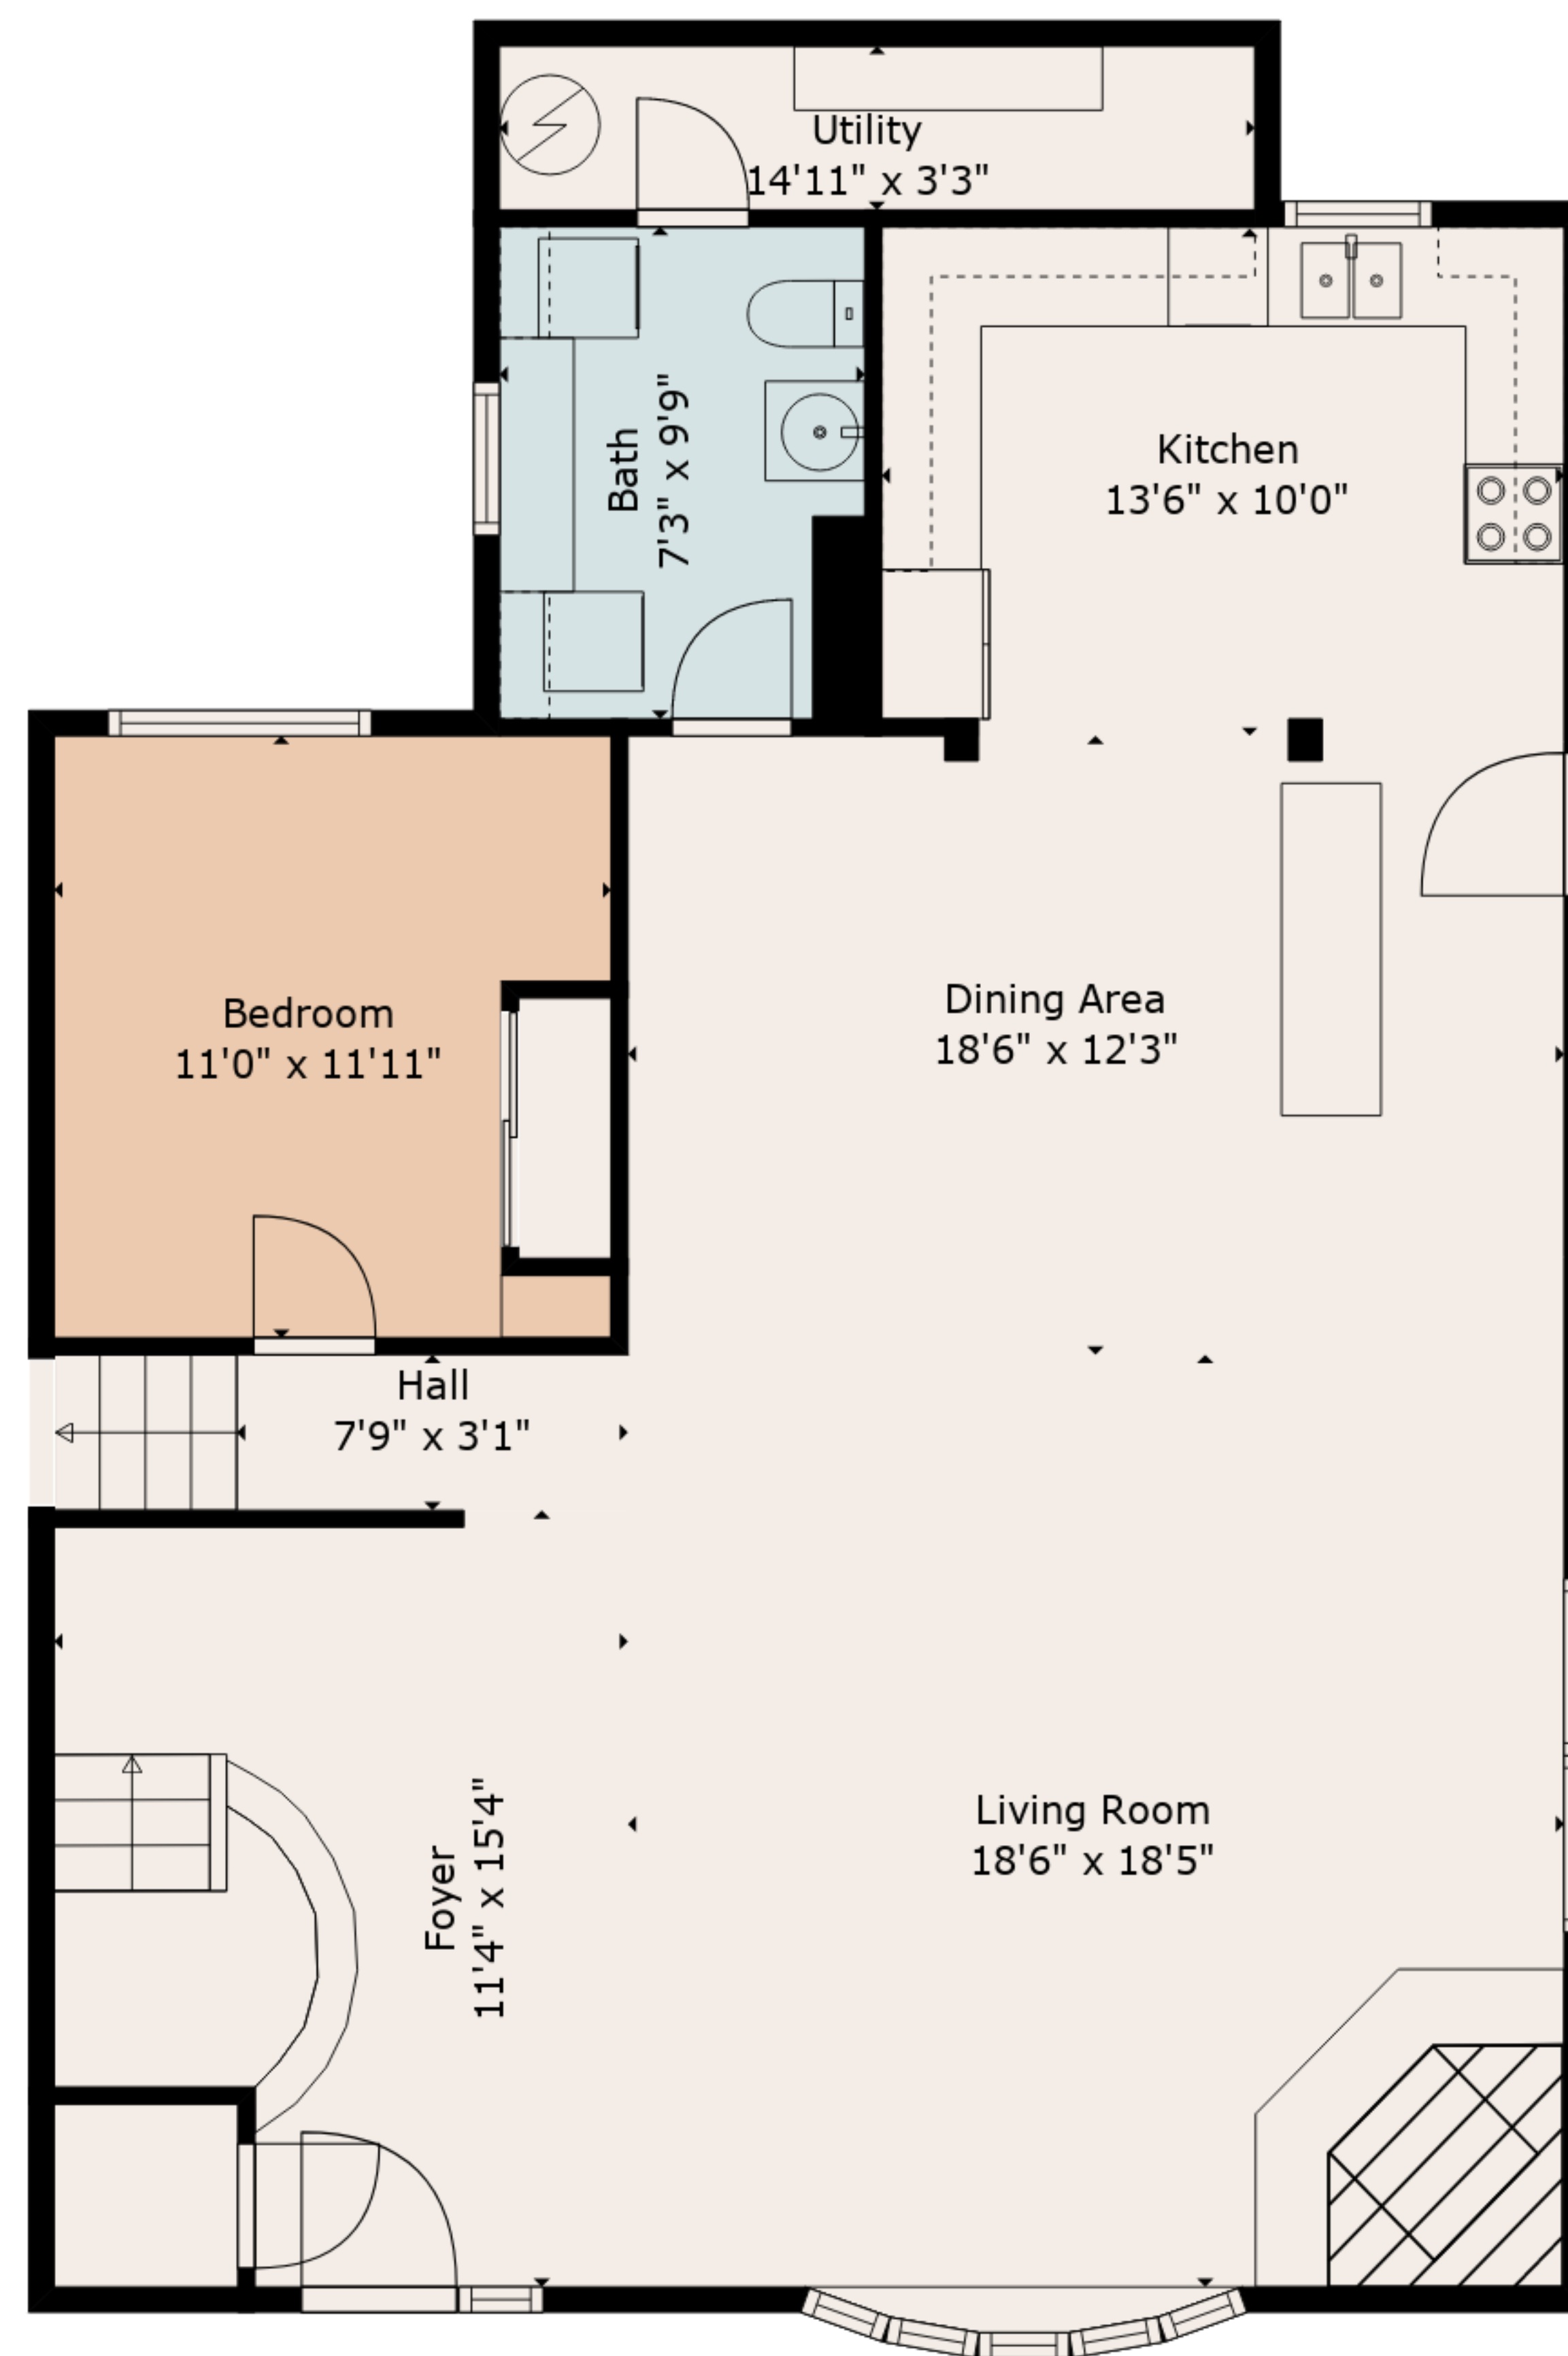 Utility
14'11" x 3'3"
Bath
7'3" x 9'9"
Kitchen
13'6" x 10'0"
Bedroom
11'0" x 11'11"
Dining Area
18'6" x 12'3"
Hall
7'9" x 3'1"
Foyer
11'4" x 15'4"
Living Room
18'6" x 18'5"